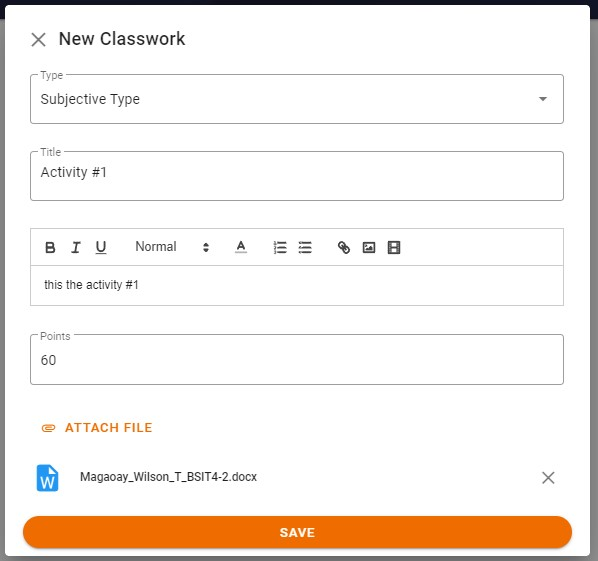 New Classwork
Type
Subjective Type
Title
Activity #1
B I U Normal A
this the activity #1
Points
60
ATTACH FILE
W Magaoay_Wilson_T_BSIT4-2.docx
SAVE